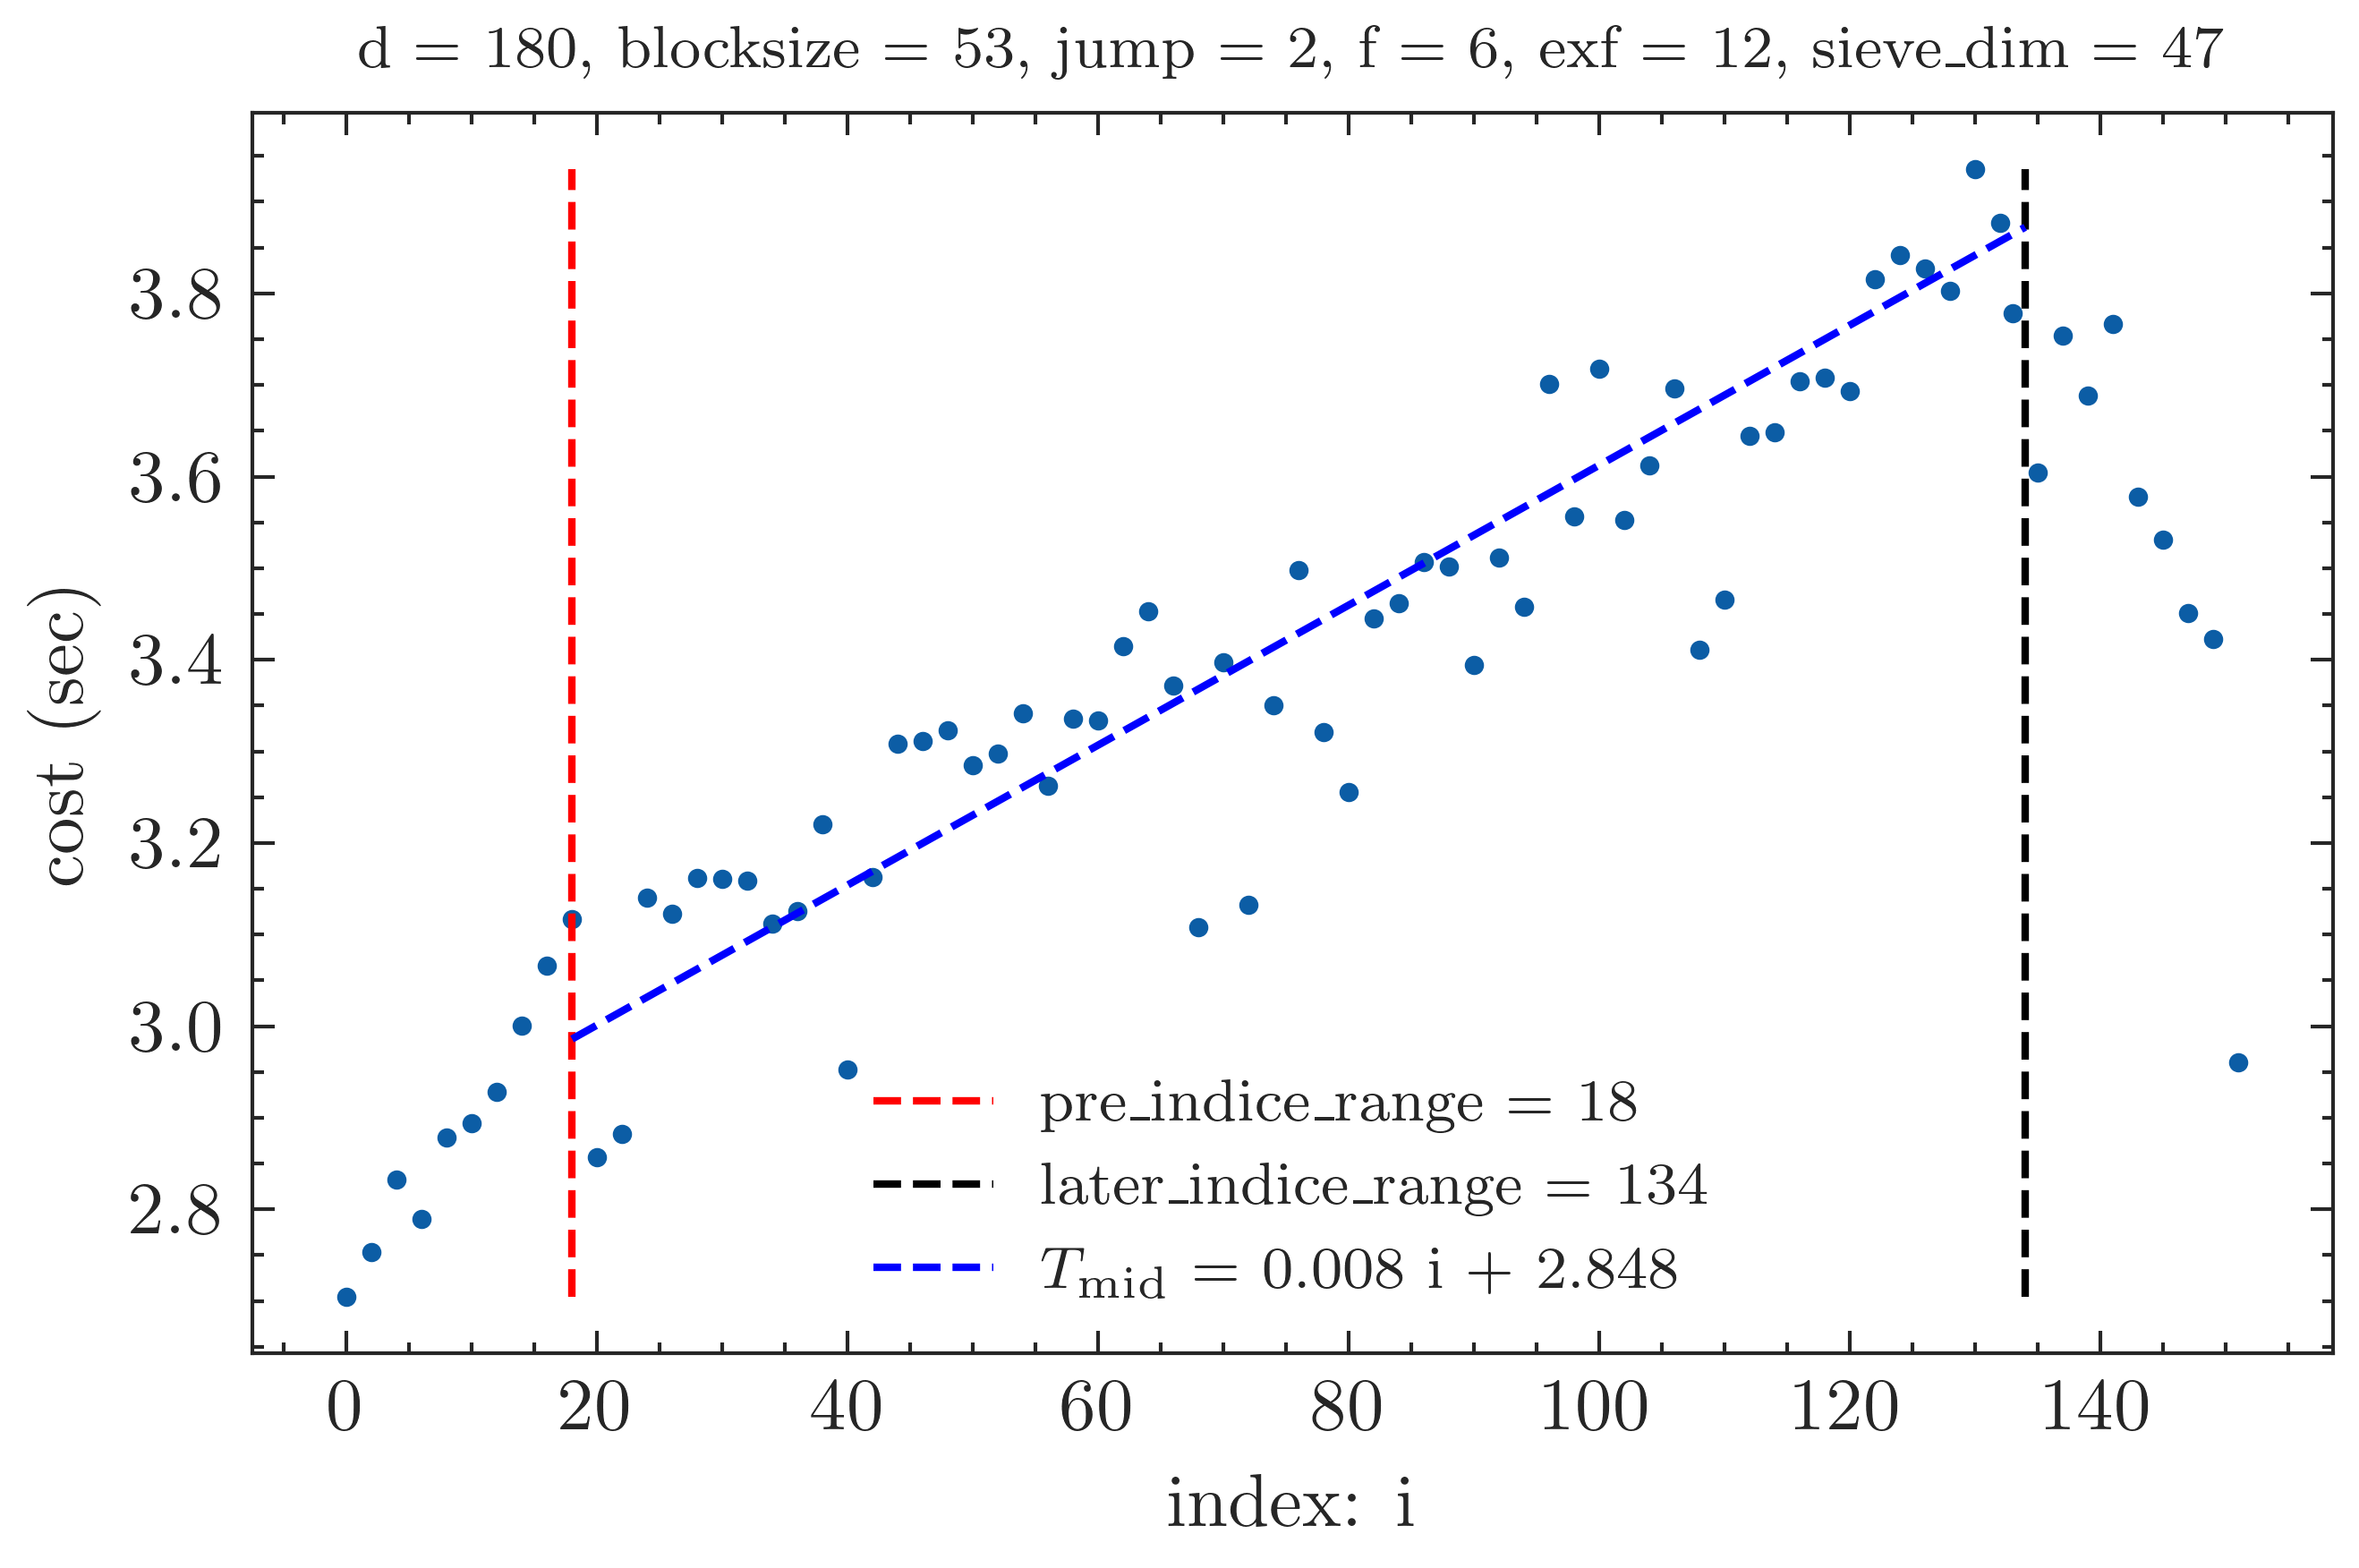 d = 180, blocksize = 53, jump = 2, f = 6, exf = 12, sieve_dim = 47
3.8
3.6
3.4
3.2
3.0
2.8
cost (sec)
pre_indice_range = 18
later_indice_range = 134
T_mid = 0.008 i + 2.848
0 20 40 60 80 100 120 140
index: i